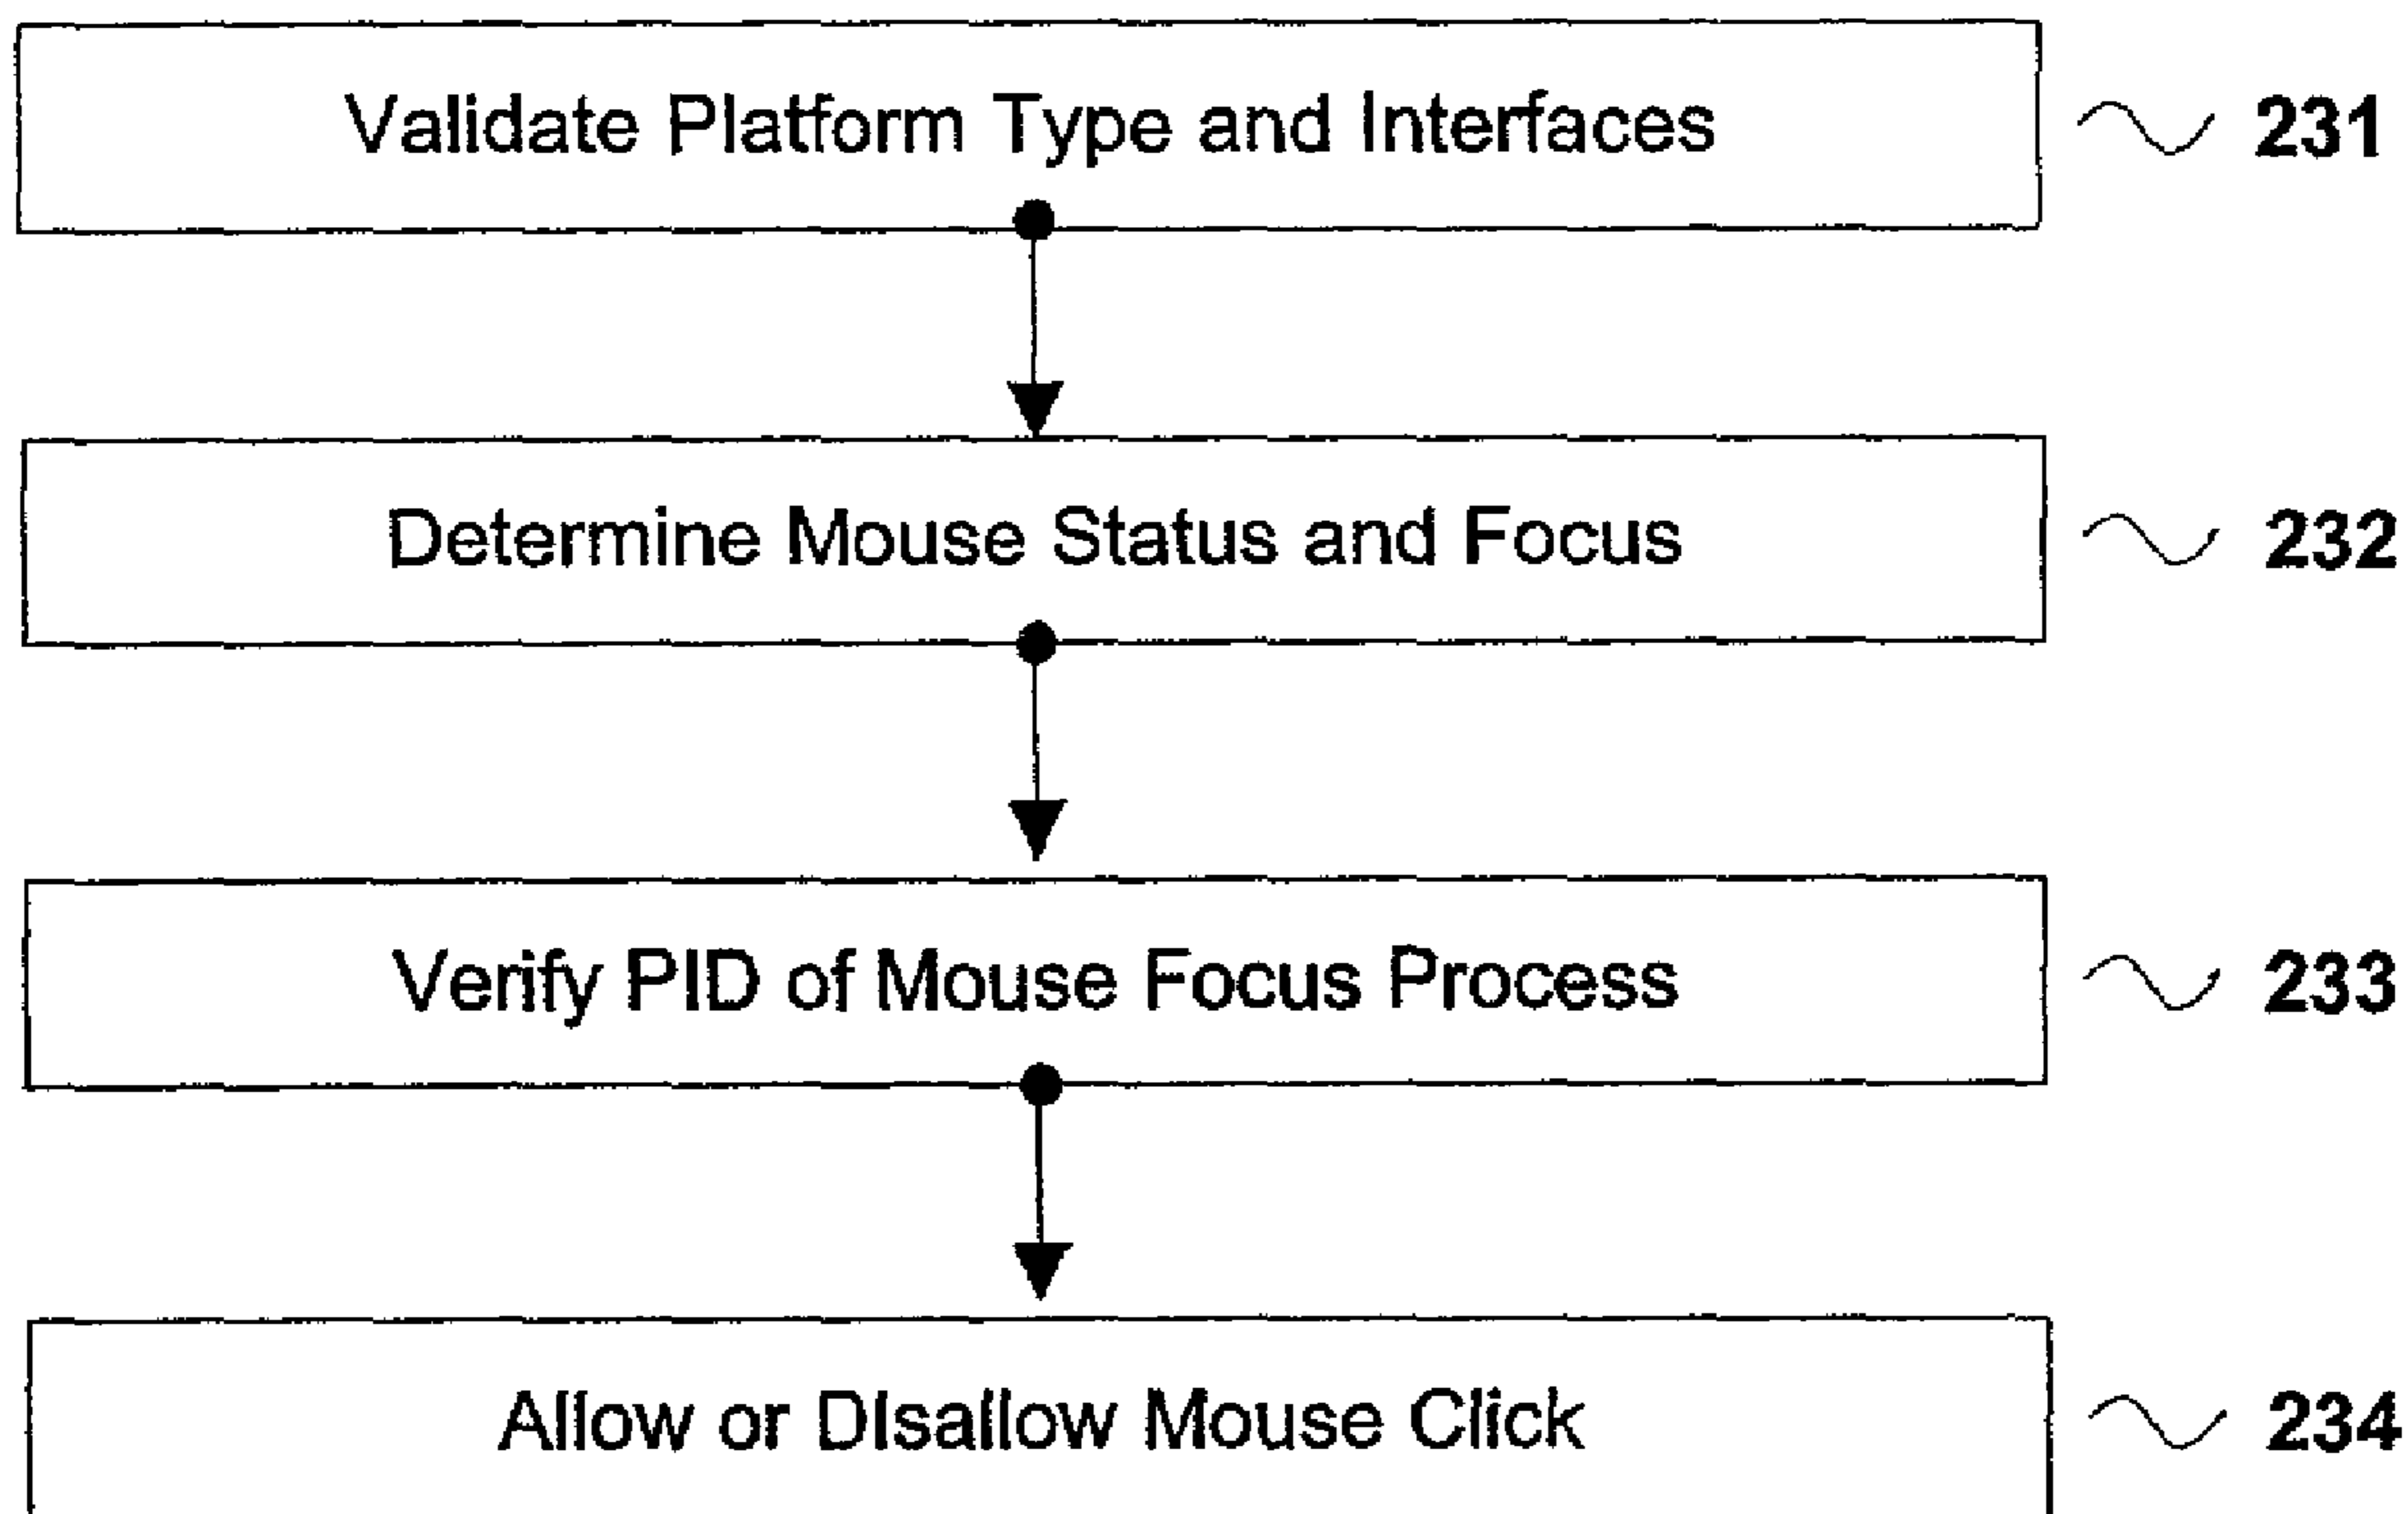 Validate Platform Type and Interfaces 231
Determine Mouse Status and Focus 232
Verify PID of Mouse Focus Process 233
Allow or Disallow Mouse Click 234